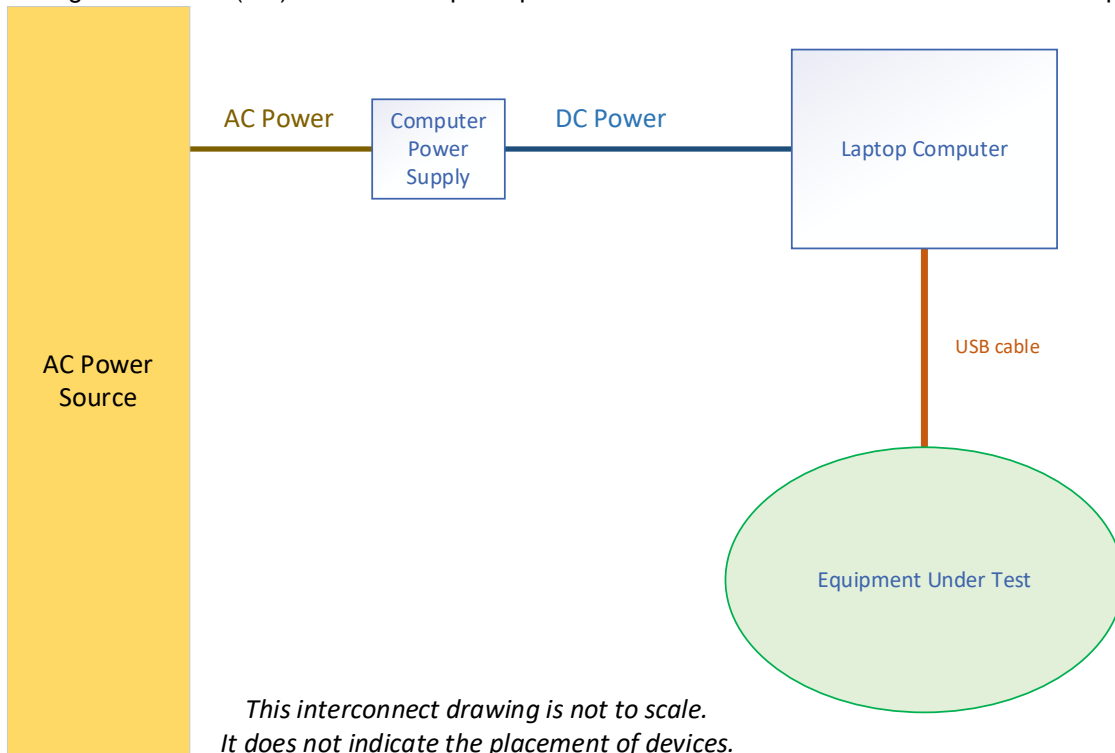 AC Power
Computer
Power
Supply
DC Power
Laptop Computer
USB cable
AC Power
Source
Equipment Under Test
This interconnect drawing is not to scale.
It does not indicate the placement of devices.